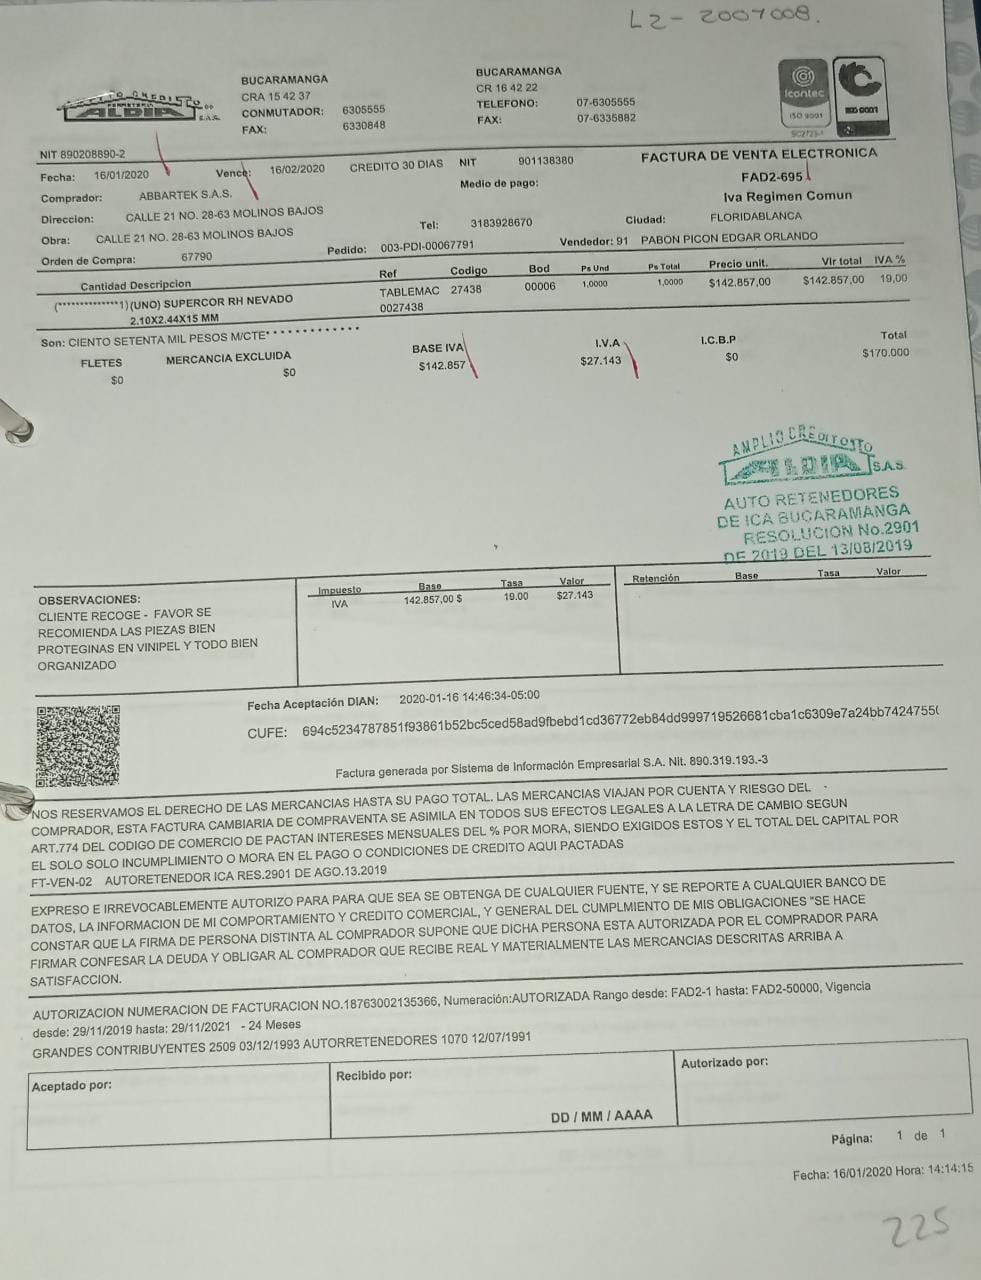 L2-2007008.
AMPLIO CREDITO
FERRETERIA
ALDIA S.A.S.
BUCARAMANGA
CRA 15 42 37
CONMUTADOR: 6305555
FAX: 6330848
BUCARAMANGA
CR 16 42 22
TELEFONO: 07-6305555
FAX: 07-6335882
icontec
ISO 9001
SC2723-1
ISO 9001
NIT 890208890-2
Fecha: 16/01/2020 Vence: 16/02/2020 CREDITO 30 DIAS NIT 901138380
FACTURA DE VENTA ELECTRONICA
Comprador: ABBARTEK S.A.S. Medio de pago: FAD2-695
Iva Regimen Comun
Direccion: CALLE 21 NO. 28-63 MOLINOS BAJOS Tel: 3183928670 Ciudad: FLORIDABLANCA
Obra: CALLE 21 NO. 28-63 MOLINOS BAJOS
Orden de Compra: 67790 Pedido: 003-PDI-00067791 Vendedor: 91 PABON PICON EDGAR ORLANDO
Cantidad Descripcion Ref Codigo Bod Ps Und Ps Total Precio unit. Vlr total IVA %
(**************1) (UNO) SUPERCOR RH NEVADO TABLEMAC 27438 00006 1,0000 1,0000 $142.857,00 $142.857,00 19,00
2.10X2.44X15 MM 0027438
Son: CIENTO SETENTA MIL PESOS M/CTE* * * * * * * * * * * * *
FLETES MERCANCIA EXCLUIDA BASE IVA I.V.A I.C.B.P Total
$0 $0 $142.857 $27.143 $0 $170.000
AMPLIO CREDITO
ALDIA S.A.S.
AUTO RETENEDORES
DE ICA BUCARAMANGA
RESOLUCION No.2901
DE 2019 DEL 13/08/2019
OBSERVACIONES:
CLIENTE RECOGE - FAVOR SE
RECOMIENDA LAS PIEZAS BIEN
PROTEGINAS EN VINIPEL Y TODO BIEN
ORGANIZADO
Impuesto Base Tasa Valor
IVA 142.857,00 $ 19.00 $27.143
Retención Base Tasa Valor
Fecha Aceptación DIAN: 2020-01-16 14:46:34-05:00
CUFE: 694c5234787851f93861b52bc5ced58ad9fbebd1cd36772eb84dd999719526681cba1c6309e7a24bb7424755(
Factura generada por Sistema de Información Empresarial S.A. Nit. 890.319.193.-3
NOS RESERVAMOS EL DERECHO DE LAS MERCANCIAS HASTA SU PAGO TOTAL. LAS MERCANCIAS VIAJAN POR CUENTA Y RIESGO DEL
COMPRADOR, ESTA FACTURA CAMBIARIA DE COMPRAVENTA SE ASIMILA EN TODOS SUS EFECTOS LEGALES A LA LETRA DE CAMBIO SEGUN
ART.774 DEL CODIGO DE COMERCIO DE PACTAN INTERESES MENSUALES DEL % POR MORA, SIENDO EXIGIDOS ESTOS Y EL TOTAL DEL CAPITAL POR
EL SOLO SOLO INCUMPLIMIENTO O MORA EN EL PAGO O CONDICIONES DE CREDITO AQUI PACTADAS
FT-VEN-02 AUTORETENEDOR ICA RES.2901 DE AGO.13.2019
EXPRESO E IRREVOCABLEMENTE AUTORIZO PARA PARA QUE SEA SE OBTENGA DE CUALQUIER FUENTE, Y SE REPORTE A CUALQUIER BANCO DE
DATOS, LA INFORMACION DE MI COMPORTAMIENTO Y CREDITO COMERCIAL, Y GENERAL DEL CUMPLMIENTO DE MIS OBLIGACIONES "SE HACE
CONSTAR QUE LA FIRMA DE PERSONA DISTINTA AL COMPRADOR SUPONE QUE DICHA PERSONA ESTA AUTORIZADA POR EL COMPRADOR PARA
FIRMAR CONFESAR LA DEUDA Y OBLIGAR AL COMPRADOR QUE RECIBE REAL Y MATERIALMENTE LAS MERCANCIAS DESCRITAS ARRIBA A
SATISFACCION.
AUTORIZACION NUMERACION DE FACTURACION NO.18763002135366, Numeración:AUTORIZADA Rango desde: FAD2-1 hasta: FAD2-50000, Vigencia
desde: 29/11/2019 hasta: 29/11/2021 - 24 Meses
GRANDES CONTRIBUYENTES 2509 03/12/1993 AUTORRETENEDORES 1070 12/07/1991
Aceptado por: Recibido por: Autorizado por:
DD / MM / AAAA
Página: 1 de 1
Fecha: 16/01/2020 Hora: 14:14:15
225